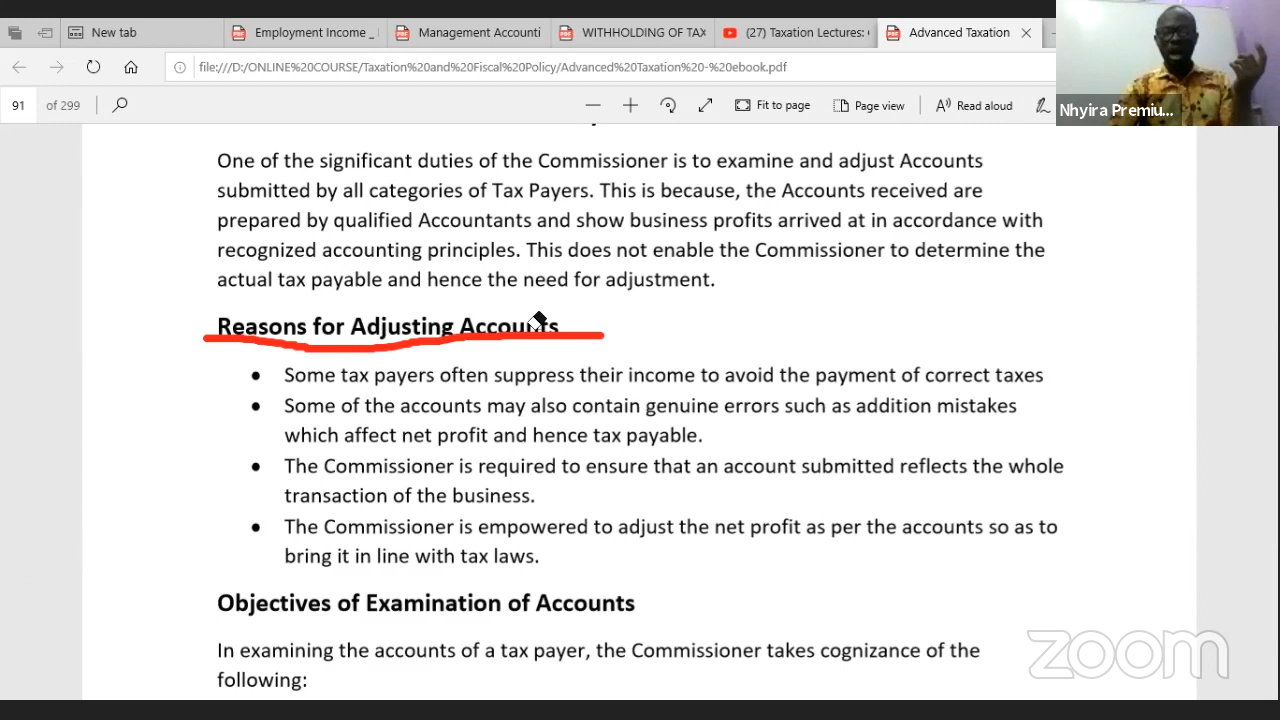 New tab
Employment Income _
Management Accounti
WITHHOLDING OF TAX
(27) Taxation Lectures:
Advanced Taxation
file:///D:/ONLINE%20COURSE/Taxation%20and%20Fiscal%20Policy/Advanced%20Taxation%20-%20ebook.pdf
91 of 299
Fit to page
Page view
Read aloud
Nhyira Premiu...
One of the significant duties of the Commissioner is to examine and adjust Accounts
submitted by all categories of Tax Payers. This is because, the Accounts received are
prepared by qualified Accountants and show business profits arrived at in accordance with
recognized accounting principles. This does not enable the Commissioner to determine the
actual tax payable and hence the need for adjustment.
Reasons for Adjusting Accounts
• Some tax payers often suppress their income to avoid the payment of correct taxes
• Some of the accounts may also contain genuine errors such as addition mistakes
which affect net profit and hence tax payable.
• The Commissioner is required to ensure that an account submitted reflects the whole
transaction of the business.
• The Commissioner is empowered to adjust the net profit as per the accounts so as to
bring it in line with tax laws.
Objectives of Examination of Accounts
In examining the accounts of a tax payer, the Commissioner takes cognizance of the
following:
zoom